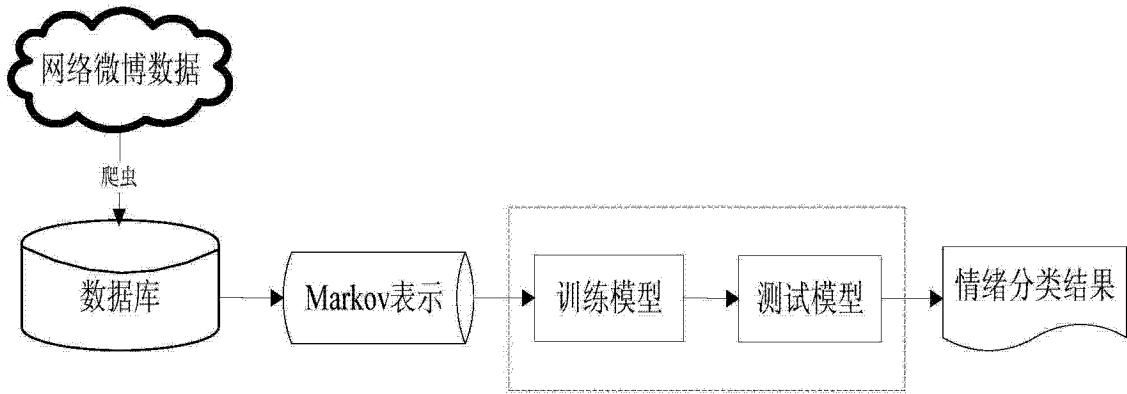 网络微博数据
爬虫
数据库
Markov表示
训练模型
测试模型
情绪分类结果